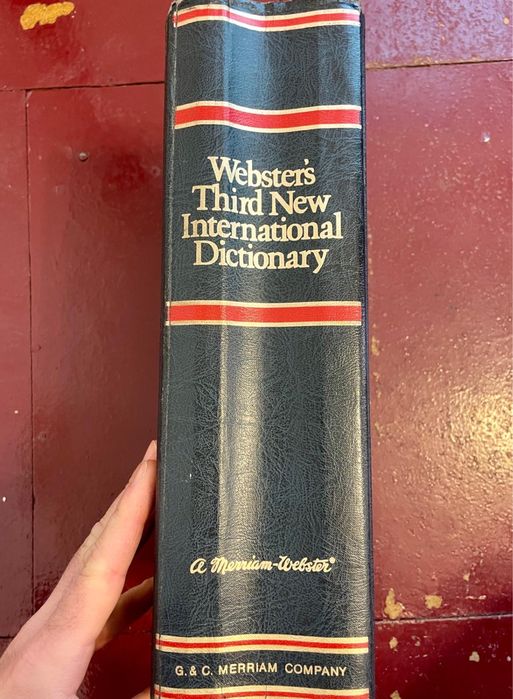 Webster's
Third New
International
Dictionary
A Merriam-Webster®
G. & C. MERRIAM COMPANY